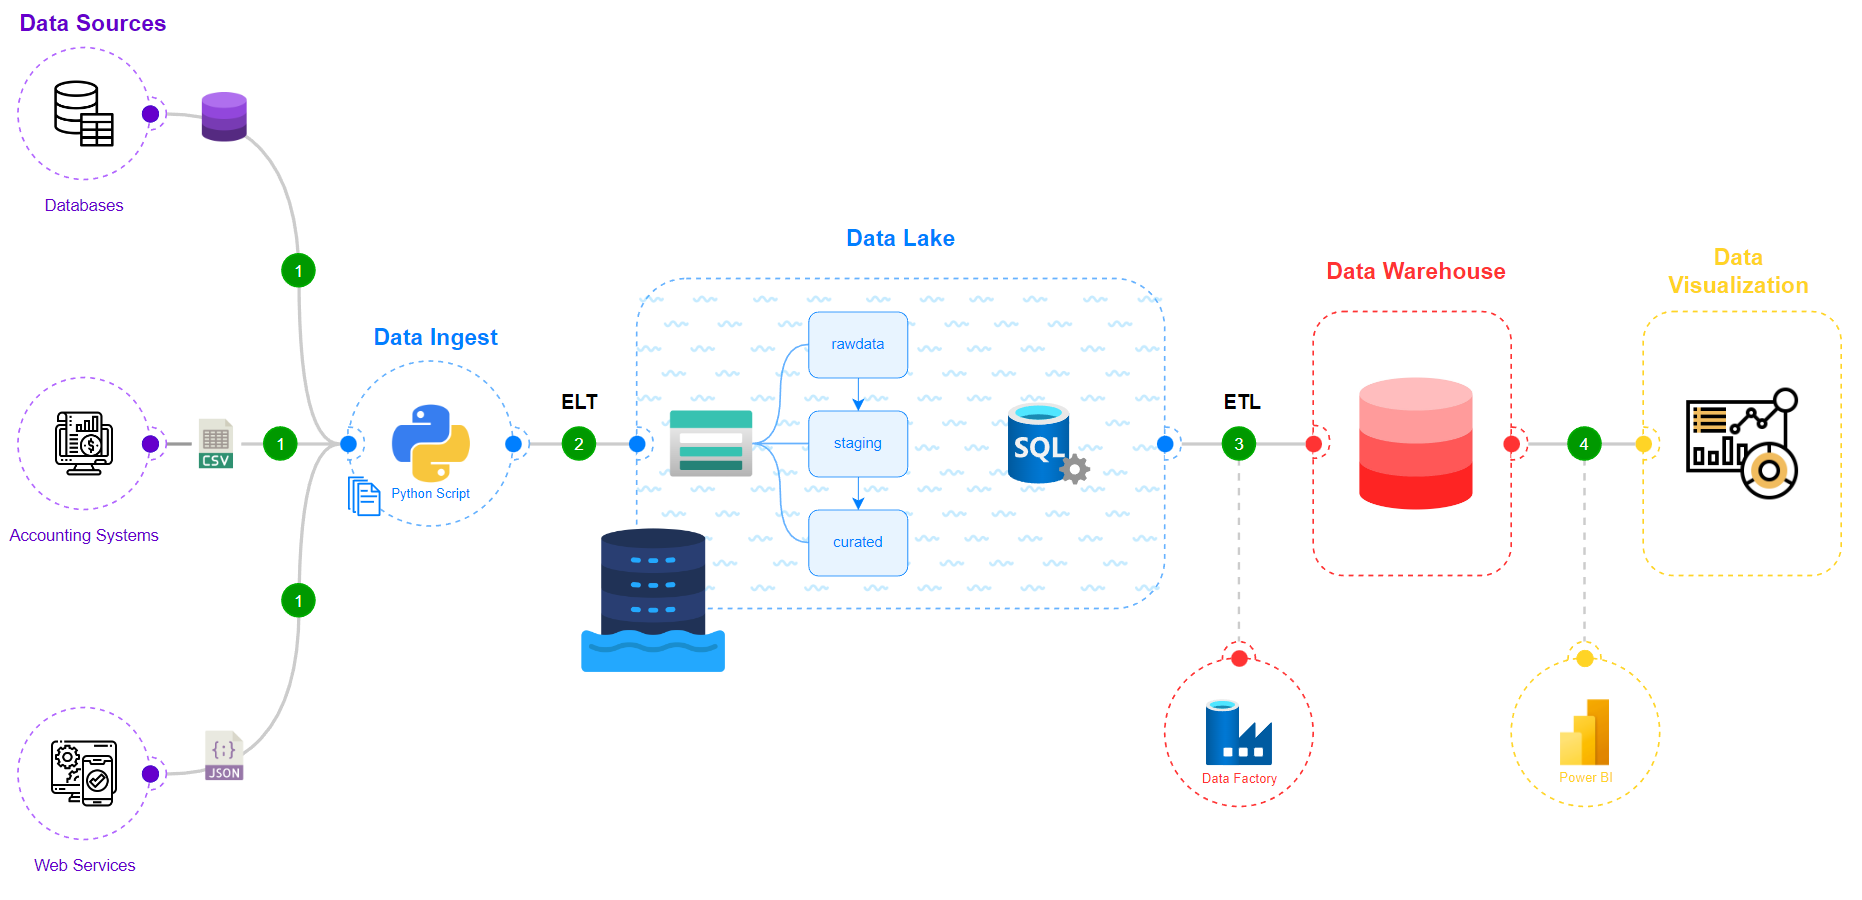 Data Sources
Databases
1
CSV
1
Accounting Systems
1
JSON
Web Services
Data Ingest
Python Script
ELT
2
Data Lake
rawdata
staging
curated
SQL
ETL
3
Data Factory
Data Warehouse
4
Power BI
Data
Visualization